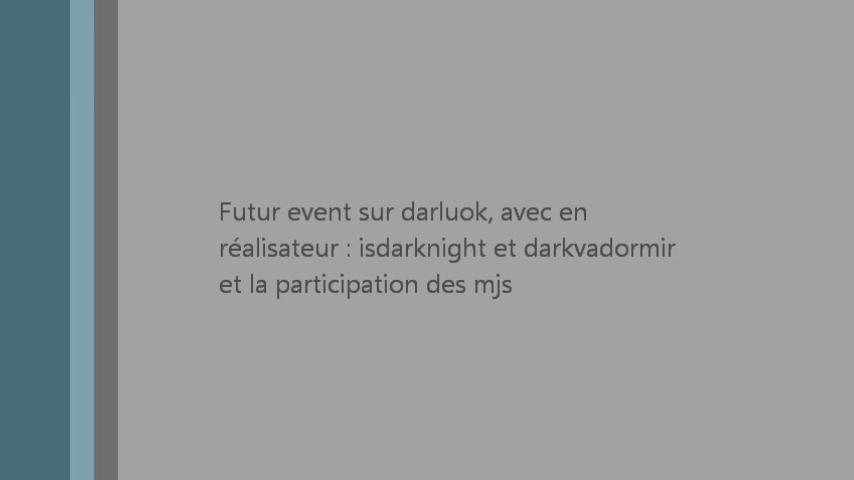 Futur event sur darluok, avec en
réalisateur : isdarknight et darkvadormir
et la participation des mjs